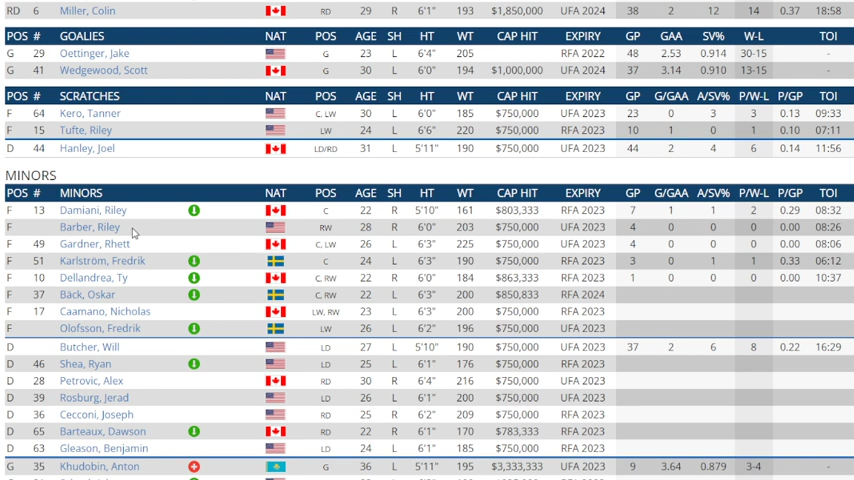 RD 6 Miller, Colin RD 29 R 6'1" 193 $1,850,000 UFA 2024 38 2 12 14 0.37 18:58
POS # GOALIES NAT POS AGE SH HT WT CAP HIT EXPIRY GP GAA SV% W-L TOI
G 29 Oettinger, Jake G 23 L 6'4" 205 RFA 2022 48 2.53 0.914 30-15 -
G 41 Wedgewood, Scott G 30 L 6'0" 194 $1,000,000 UFA 2024 37 3.14 0.910 13-15 -
POS # SCRATCHES NAT POS AGE SH HT WT CAP HIT EXPIRY GP G/GAA A/SV% P/W-L P/GP TOI
F 64 Kero, Tanner C, LW 30 L 6'0" 185 $750,000 UFA 2023 23 0 3 3 0.13 09:33
F 15 Tufte, Riley LW 24 L 6'6" 220 $750,000 RFA 2023 10 1 0 1 0.10 07:11
D 44 Hanley, Joel LD/RD 31 L 5'11" 190 $750,000 UFA 2023 44 2 4 6 0.14 11:56
MINORS
POS # MINORS NAT POS AGE SH HT WT CAP HIT EXPIRY GP G/GAA A/SV% P/W-L P/GP TOI
F 13 Damiani, Riley C 22 R 5'10" 161 $803,333 RFA 2023 7 1 1 2 0.29 08:32
F Barber, Riley RW 28 R 6'0" 203 $750,000 UFA 2023 4 0 0 0 0.00 08:26
F 49 Gardner, Rhett C, LW 26 L 6'3" 225 $750,000 RFA 2023 4 0 0 0 0.00 08:06
F 51 Karlström, Fredrik C 24 L 6'3" 190 $750,000 RFA 2023 3 0 1 1 0.33 06:12
F 10 Dellandrea, Ty C, RW 22 R 6'0" 184 $863,333 RFA 2023 1 0 0 0 0.00 10:37
F 37 Bäck, Oskar C, RW 22 L 6'3" 200 $850,833 RFA 2024
F 17 Caamano, Nicholas LW, RW 23 L 6'3" 200 $750,000 RFA 2023
F Olofsson, Fredrik LW 26 L 6'2" 196 $750,000 UFA 2023
D Butcher, Will LD 27 L 5'10" 190 $750,000 UFA 2023 37 2 6 8 0.22 16:29
D 46 Shea, Ryan LD 25 L 6'1" 176 $750,000 RFA 2023
D 28 Petrovic, Alex RD 30 R 6'4" 216 $750,000 UFA 2023
D 39 Rosburg, Jerad LD 26 L 6'1" 200 $750,000 RFA 2023
D 36 Cecconi, Joseph RD 25 R 6'2" 209 $750,000 RFA 2023
D 65 Barteaux, Dawson RD 22 R 6'1" 170 $783,333 RFA 2023
D 63 Gleason, Benjamin LD 24 L 6'1" 185 $750,000 RFA 2023
G 35 Khudobin, Anton G 36 L 5'11" 195 $3,333,333 UFA 2023 9 3.64 0.879 3-4 -